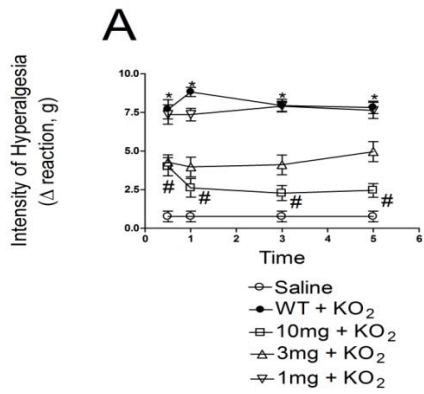 A
Intensity of Hyperalgesia
(Δ reaction, g)
10.0
7.5
5.0
2.5
0.0
* * * *
# # # #
0 1 2 3 4 5 6
Time
Saline
WT + KO₂
10mg + KO₂
3mg + KO₂
1mg + KO₂